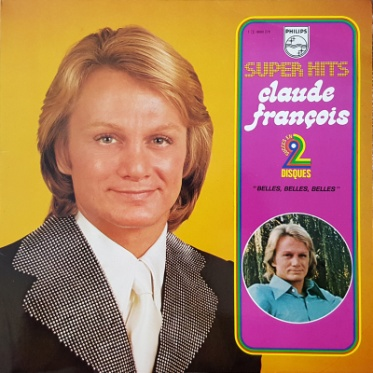 PHILIPS
SUPER HITS
claude
françois
2
DISQUES
"BELLES, BELLES, BELLES"